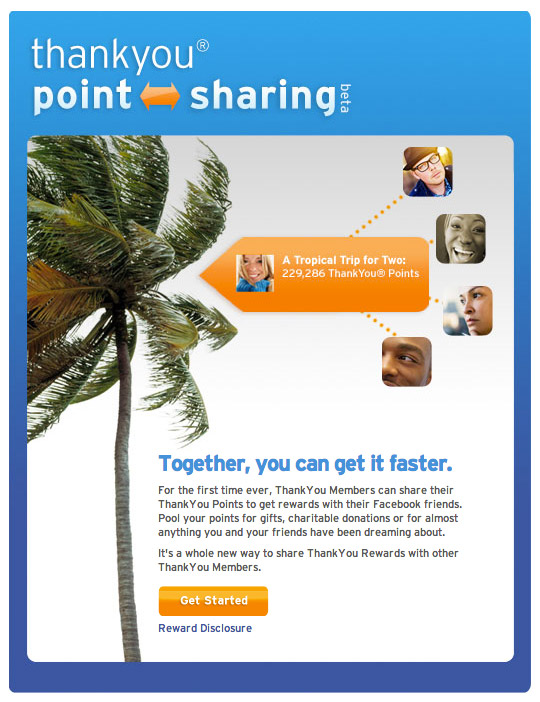 thankyou®
point sharing beta
A Tropical Trip for Two:
229,286 ThankYou® Points
Together, you can get it faster.
For the first time ever, ThankYou Members can share their
ThankYou Points to get rewards with their Facebook friends.
Pool your points for gifts, charitable donations or for almost
anything you and your friends have been dreaming about.
It's a whole new way to share ThankYou Rewards with other
ThankYou Members.
Get Started
Reward Disclosure